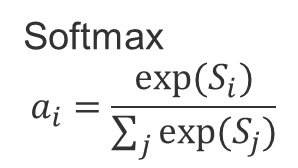 Softmax
a_i = exp(S_i) / ∑_j exp(S_j)